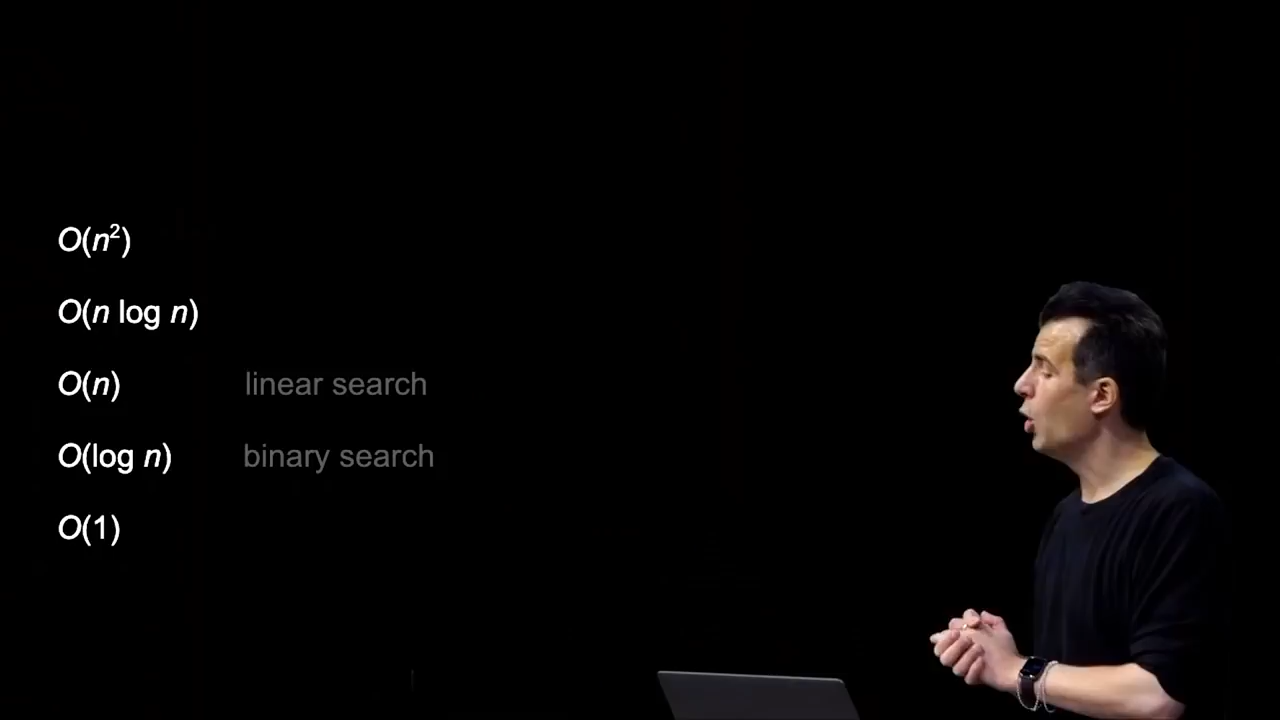 O(n²)
O(n log n)
O(n) linear search
O(log n) binary search
O(1)